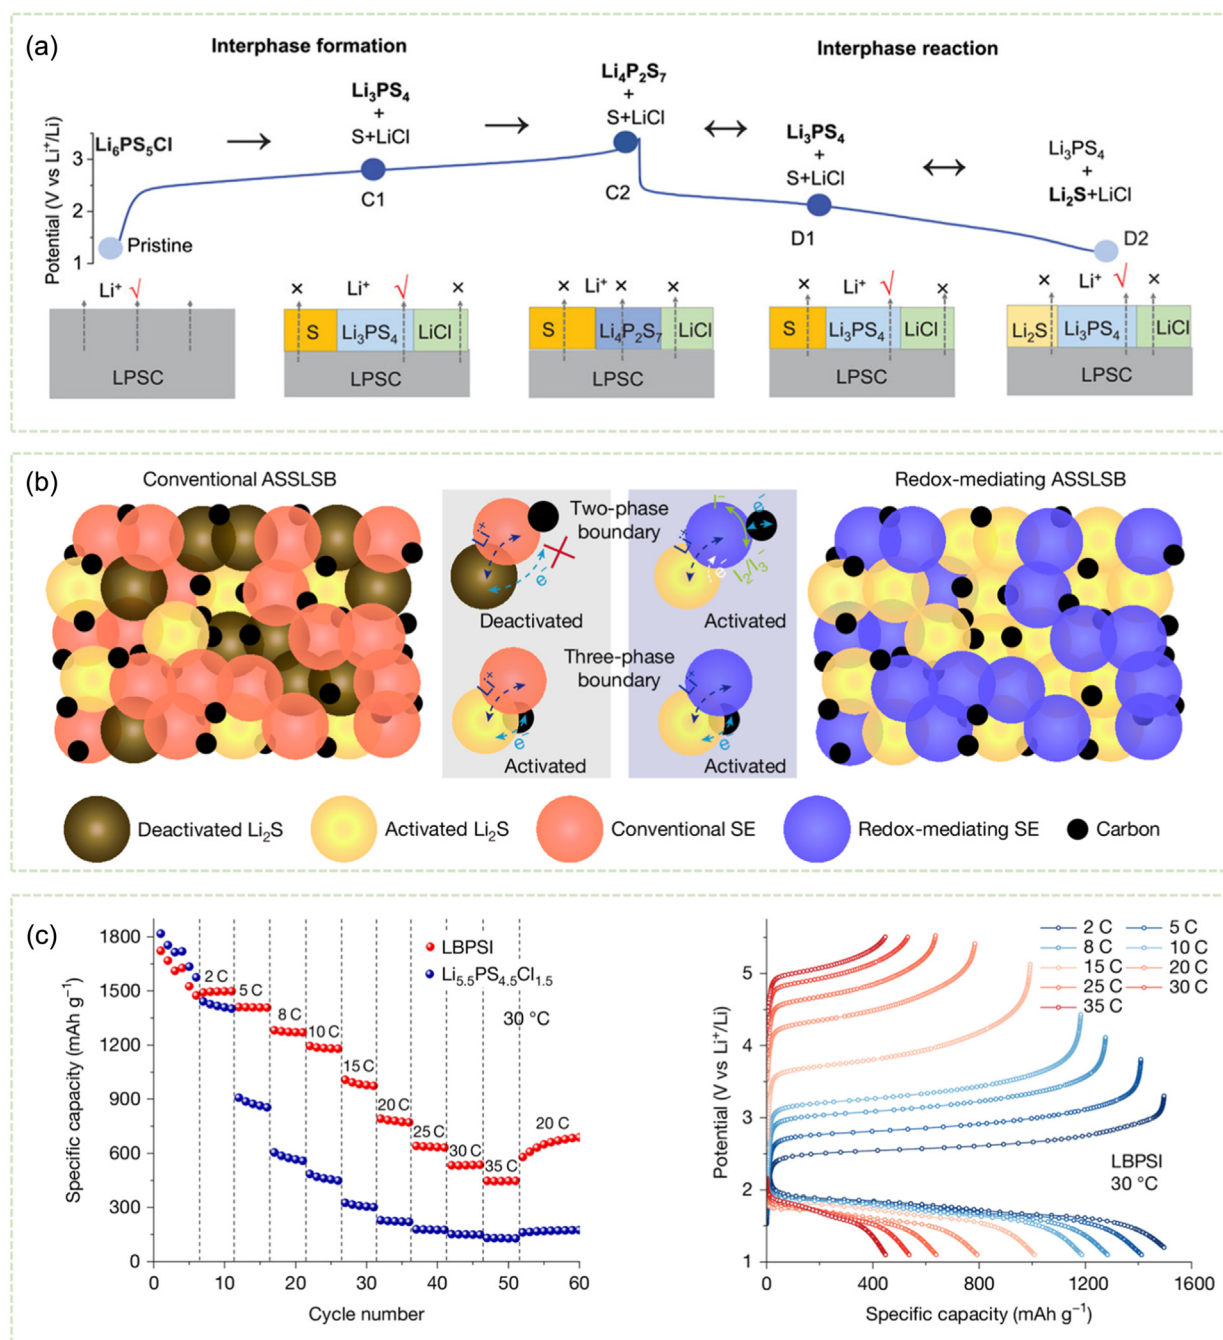 (a)
Interphase formation
Interphase reaction
Li₄P₂S₇
+
S+LiCl
Li₃PS₄
+
S+LiCl
Li₆PS₅Cl
Li₃PS₄
+
S+LiCl
Li₃PS₄
+
Li₂S+LiCl
Potential (V vs Li⁺/Li)
3
2
1
Pristine
C1
C2
D1
D2
Li⁺ √
LPSC
× Li⁺ √ ×
S Li₃PS₄ LiCl
LPSC
× Li⁺ × ×
S Li₄P₂S₇ LiCl
LPSC
× Li⁺ √ ×
S Li₃PS₄ LiCl
LPSC
× Li⁺ √ ×
Li₂S Li₃PS₄ LiCl
LPSC
(b)
Conventional ASSLSB
Redox-mediating ASSLSB
Two-phase
boundary
Li⁺
e⁻
Deactivated
Li⁺
I⁻
e⁻
e⁻
I₂/I₃⁻
Activated
Three-phase
boundary
Li⁺
e⁻
Activated
Li⁺
e⁻
Activated
Deactivated Li₂S
Activated Li₂S
Conventional SE
Redox-mediating SE
Carbon
(c)
Specific capacity (mAh g⁻¹)
1800
1500
1200
900
600
300
0
LBPSI
Li₅.₅PS₄.₅Cl₁.₅
30 °C
2 C
5 C
8 C
10 C
15 C
20 C
25 C
30 C
35 C
20 C
0 10 20 30 40 50 60
Cycle number
Potential (V vs Li⁺/Li)
5
4
3
2
1
2 C 5 C
8 C 10 C
15 C 20 C
25 C 30 C
35 C
LBPSI
30 °C
0 400 800 1200 1600
Specific capacity (mAh g⁻¹)